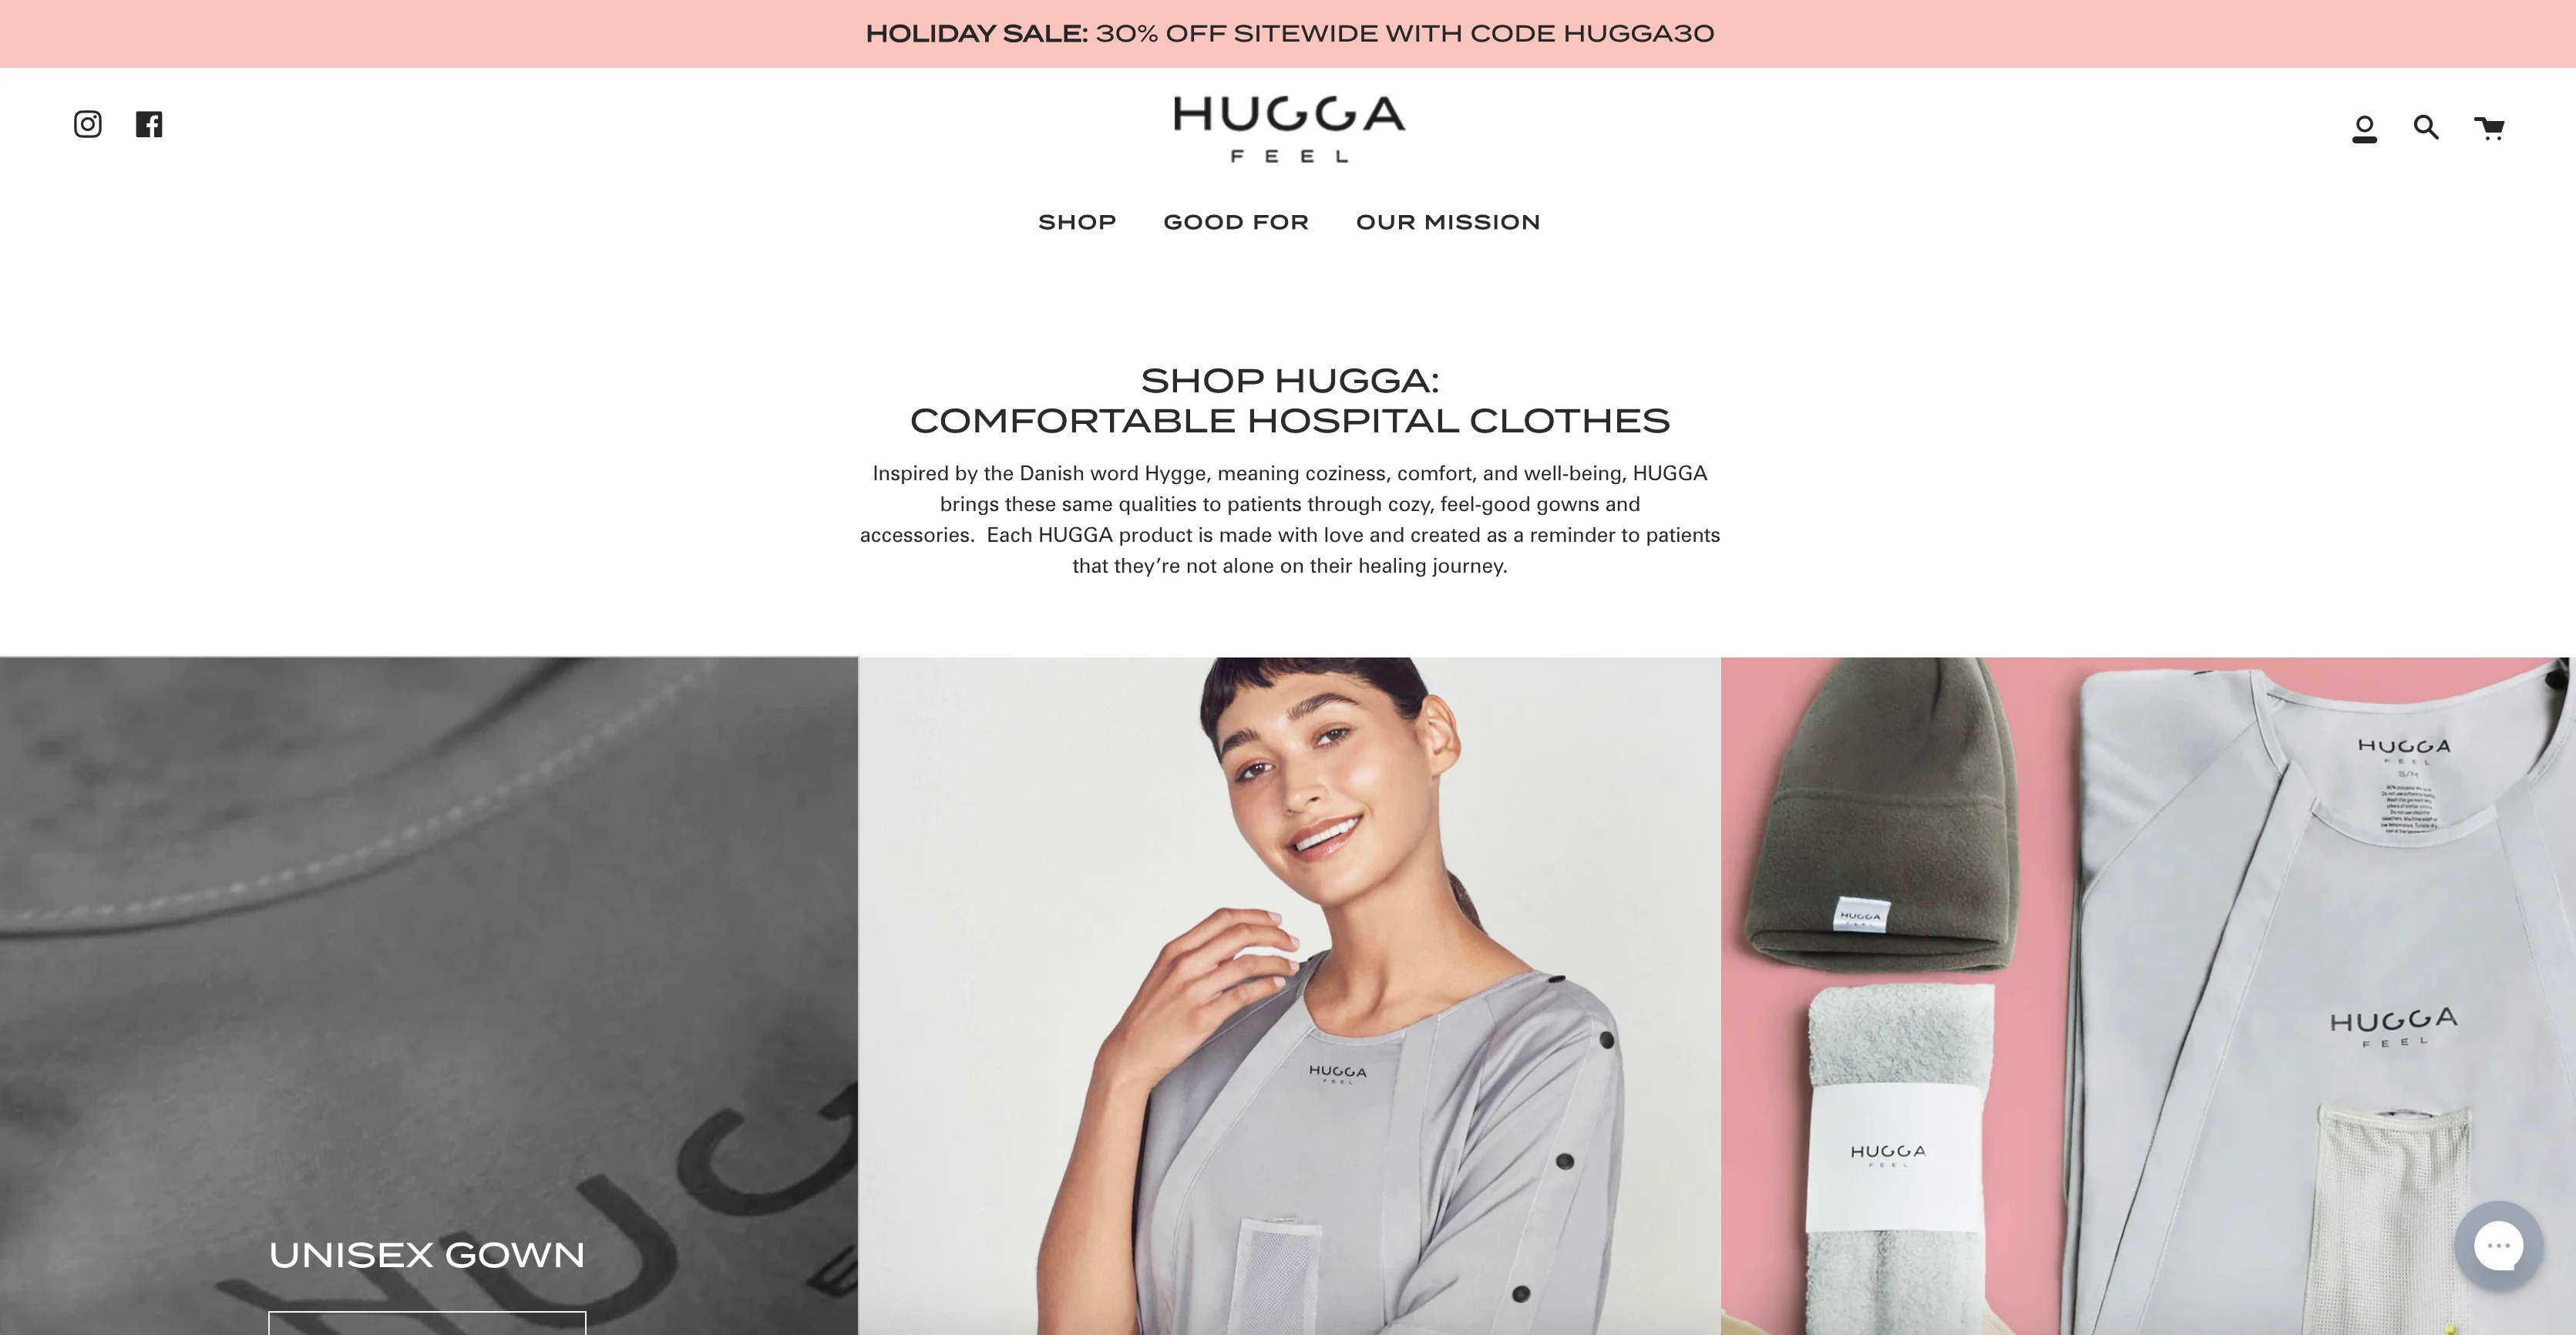 HOLIDAY SALE: 30% OFF SITEWIDE WITH CODE HUGGA30
HUGGA
FEEL
SHOP GOOD FOR OUR MISSION
SHOP HUGGA:
COMFORTABLE HOSPITAL CLOTHES
Inspired by the Danish word Hygge, meaning coziness, comfort, and well-being, HUGGA
brings these same qualities to patients through cozy, feel-good gowns and
accessories.  Each HUGGA product is made with love and created as a reminder to patients
that they’re not alone on their healing journey.
HUG
UNISEX GOWN
HUGGA
FEEL
HUGGA
HUGGA
FEEL
HUGGA
FEEL
S/M
HUGGA
FEEL